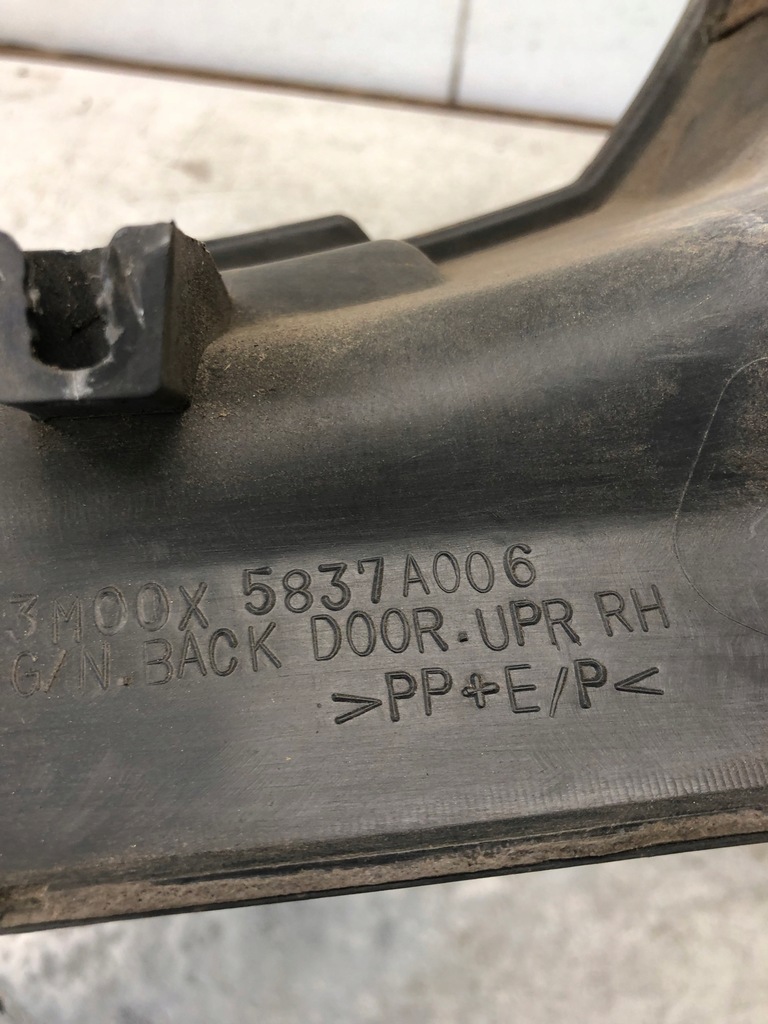 3M00X 5837A006
G/N.BACK DOOR.UPR RH
>PP+E/P<